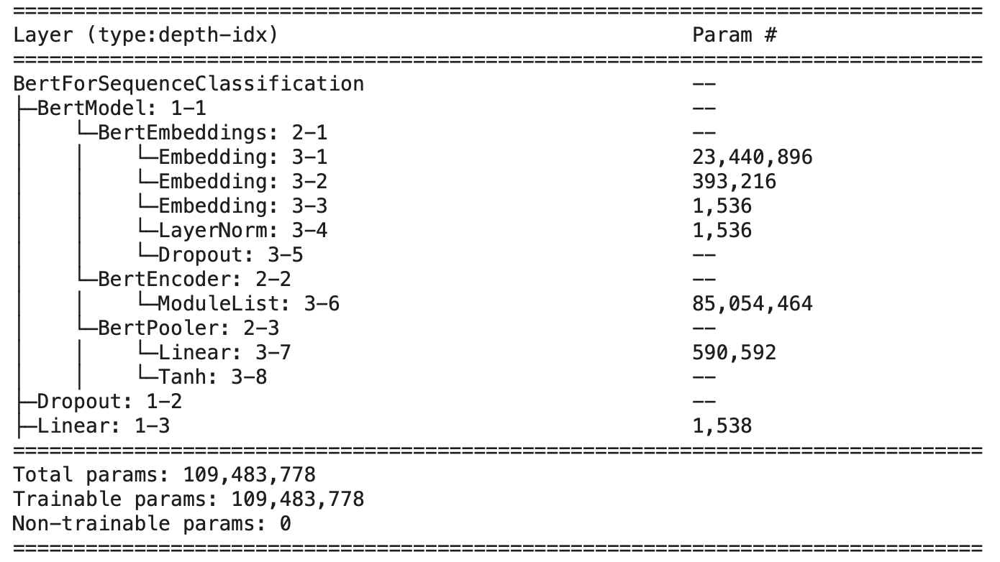 ================================================================================
Layer (type:depth-idx)                                  Param #
================================================================================
BertForSequenceClassification                           --
├─BertModel: 1-1                                        --
│    └─BertEmbeddings: 2-1                              --
│    │    └─Embedding: 3-1                              23,440,896
│    │    └─Embedding: 3-2                              393,216
│    │    └─Embedding: 3-3                              1,536
│    │    └─LayerNorm: 3-4                              1,536
│    │    └─Dropout: 3-5                                --
│    └─BertEncoder: 2-2                                 --
│    │    └─ModuleList: 3-6                             85,054,464
│    └─BertPooler: 2-3                                  --
│    │    └─Linear: 3-7                                 590,592
│    │    └─Tanh: 3-8                                   --
├─Dropout: 1-2                                          --
├─Linear: 1-3                                           1,538
================================================================================
Total params: 109,483,778
Trainable params: 109,483,778
Non-trainable params: 0
================================================================================